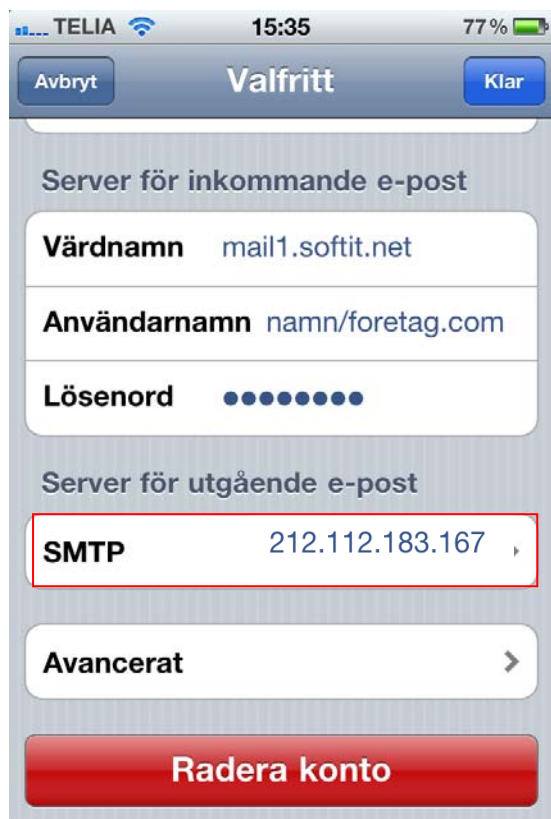 TELIA 15:35 77 %
Avbryt Valfritt Klar
Server för inkommande e-post
Värdnamn mail1.softit.net
Användarnamn namn/foretag.com
Lösenord ●●●●●●●●
Server för utgående e-post
SMTP 212.112.183.167
Avancerat
Radera konto